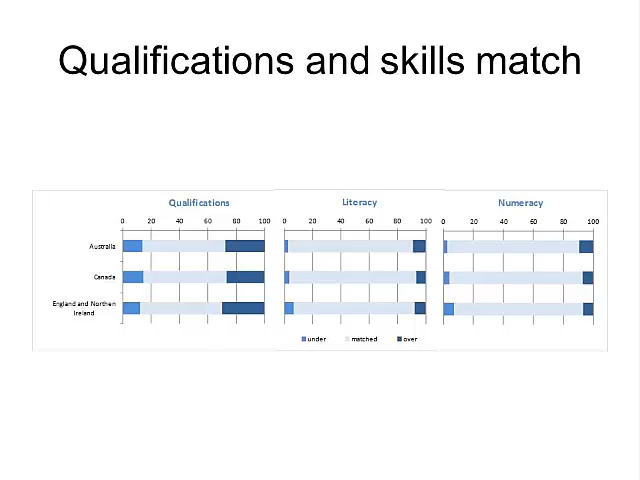 Qualifications and skills match
Qualifications
Literacy
Numeracy
0 20 40 60 80 100
0 20 40 60 80 100
0 20 40 60 80 100
Australia
Canada
England and Northern
Ireland
under matched over